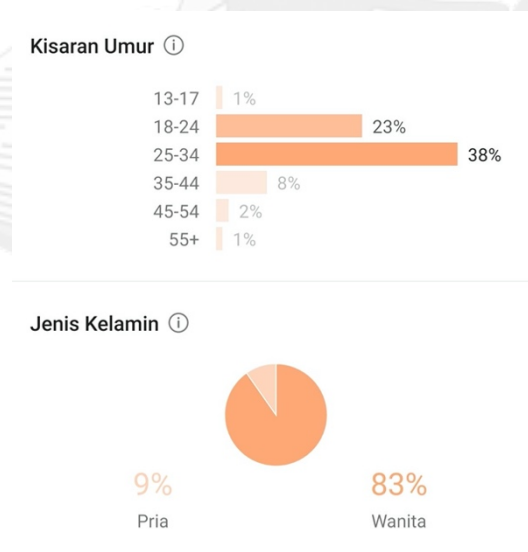 Kisaran Umur
13-17 1%
18-24 23%
25-34 38%
35-44 8%
45-54 2%
55+ 1%
Jenis Kelamin
9% 83%
Pria Wanita